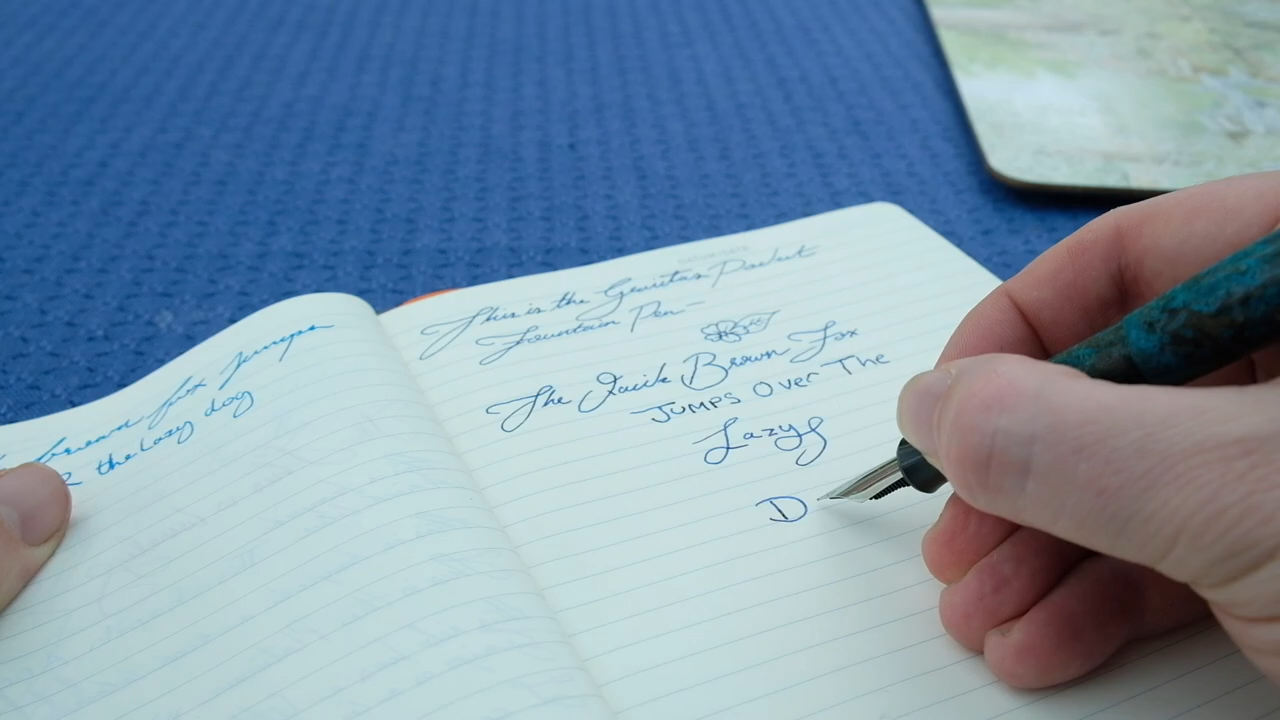 brown fox jumps
the lazy dog
This is the Gravitas Pocket
Fountain Pen
The Quick Brown Fox
JUMPS Over The
Lazy
D